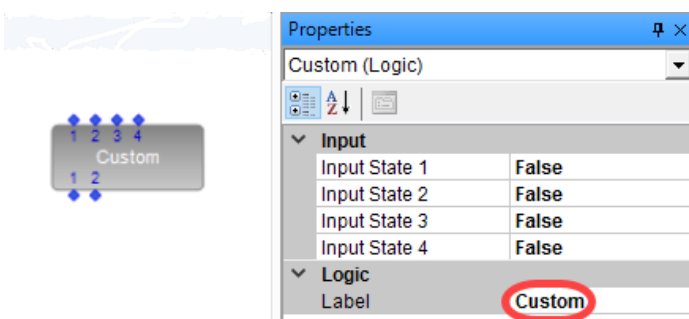 1 2 3 4
Custom
1 2
Properties
Custom (Logic)
A
Z
Input
Input State 1 False
Input State 2 False
Input State 3 False
Input State 4 False
Logic
Label Custom